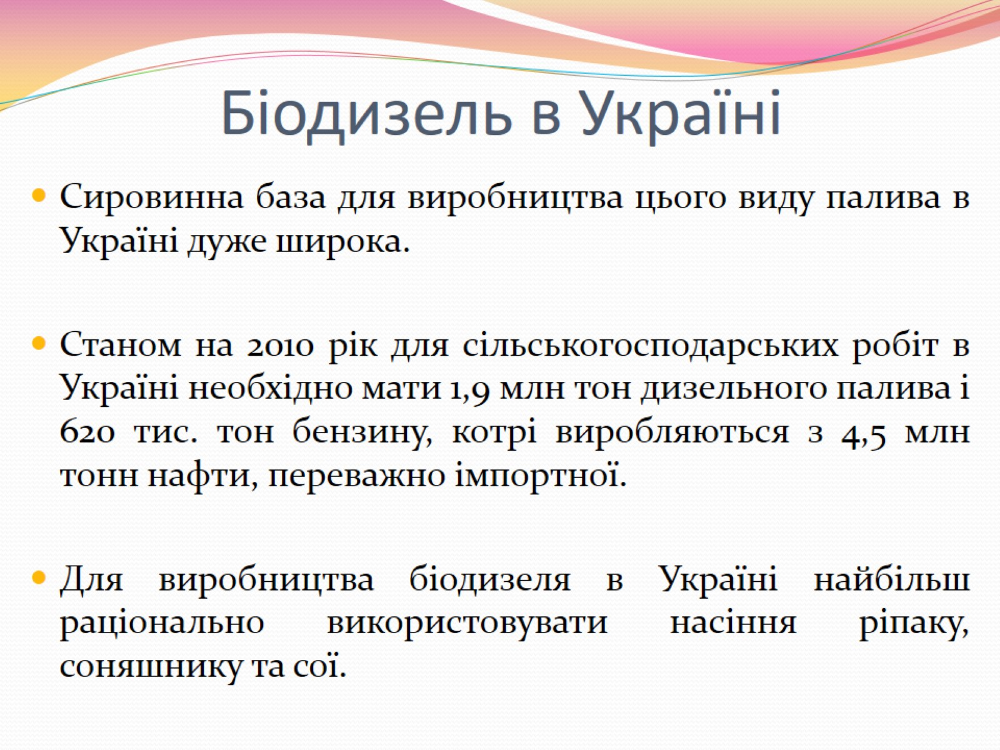 Біодизель в Україні
Сировинна база для виробництва цього виду палива в
Україні дуже широка.
Станом на 2010 рік для сільськогосподарських робіт в
Україні необхідно мати 1,9 млн тон дизельного палива і
620 тис. тон бензину, котрі виробляються з 4,5 млн
тонн нафти, переважно імпортної.
Для виробництва біодизеля в Україні найбільш
раціонально використовувати насіння ріпаку,
соняшнику та сої.